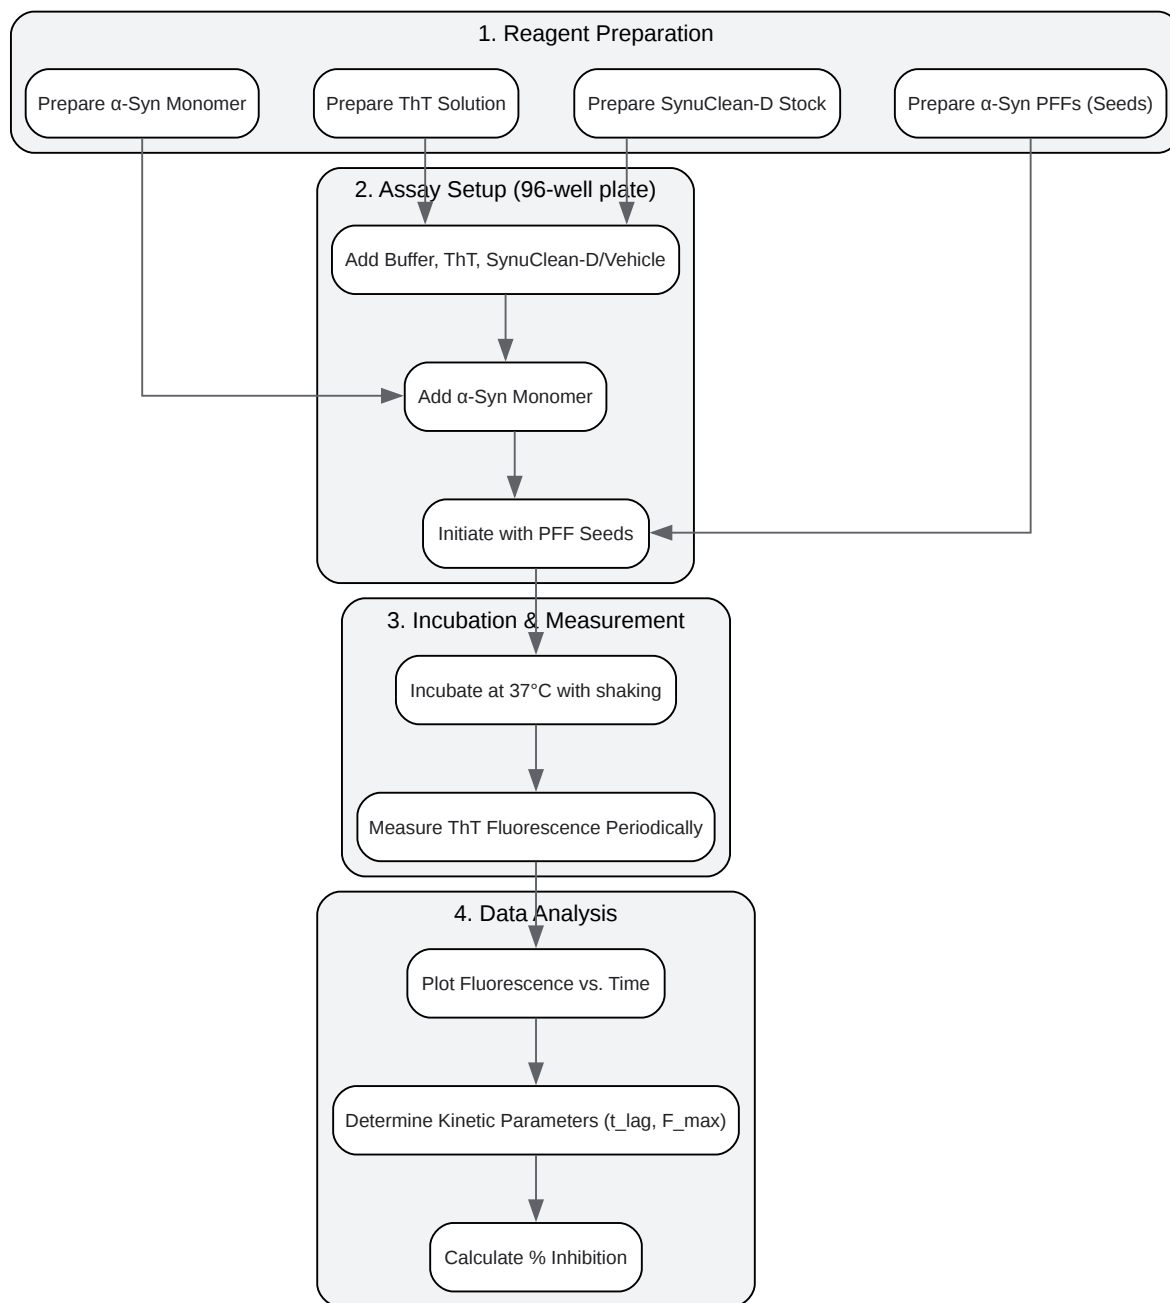 1. Reagent Preparation
Prepare α-Syn Monomer
Prepare ThT Solution
Prepare SynuClean-D Stock
Prepare α-Syn PFFs (Seeds)
2. Assay Setup (96-well plate)
Add Buffer, ThT, SynuClean-D/Vehicle
Add α-Syn Monomer
Initiate with PFF Seeds
3. Incubation & Measurement
Incubate at 37°C with shaking
Measure ThT Fluorescence Periodically
4. Data Analysis
Plot Fluorescence vs. Time
Determine Kinetic Parameters (t_lag, F_max)
Calculate % Inhibition